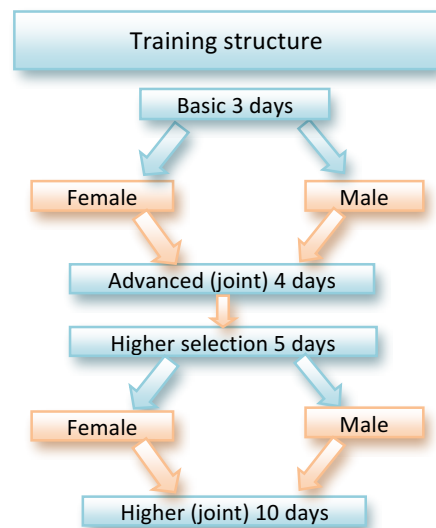 Training structure
Basic 3 days
Female
Male
Advanced (joint) 4 days
Higher selection 5 days
Female
Male
Higher (joint) 10 days